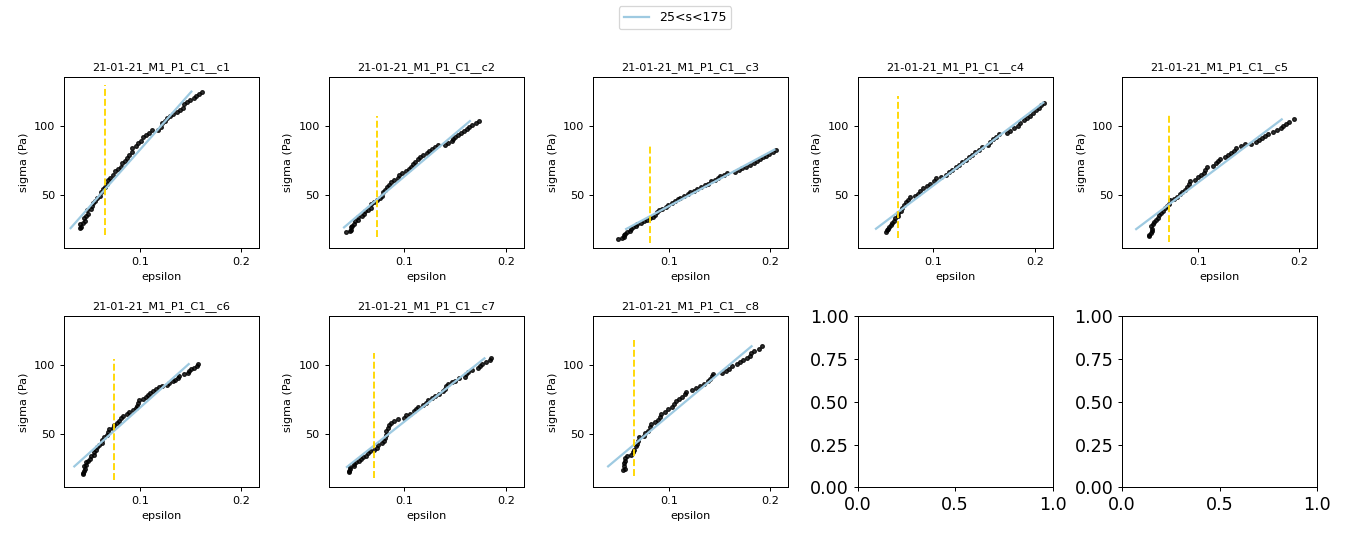 25<s<175
21-01-21_M1_P1_C1__c1
21-01-21_M1_P1_C1__c2
21-01-21_M1_P1_C1__c3
21-01-21_M1_P1_C1__c4
21-01-21_M1_P1_C1__c5
sigma (Pa)
100
50
0.1
0.2
epsilon
sigma (Pa)
100
50
0.1
0.2
epsilon
sigma (Pa)
100
50
0.1
0.2
epsilon
sigma (Pa)
100
50
0.1
0.2
epsilon
sigma (Pa)
100
50
0.1
0.2
epsilon
21-01-21_M1_P1_C1__c6
21-01-21_M1_P1_C1__c7
21-01-21_M1_P1_C1__c8
sigma (Pa)
100
50
0.1
0.2
epsilon
sigma (Pa)
100
50
0.1
0.2
epsilon
sigma (Pa)
100
50
0.1
0.2
epsilon
1.00
0.75
0.50
0.25
0.00
0.0
0.5
1.0
1.00
0.75
0.50
0.25
0.00
0.0
0.5
1.0